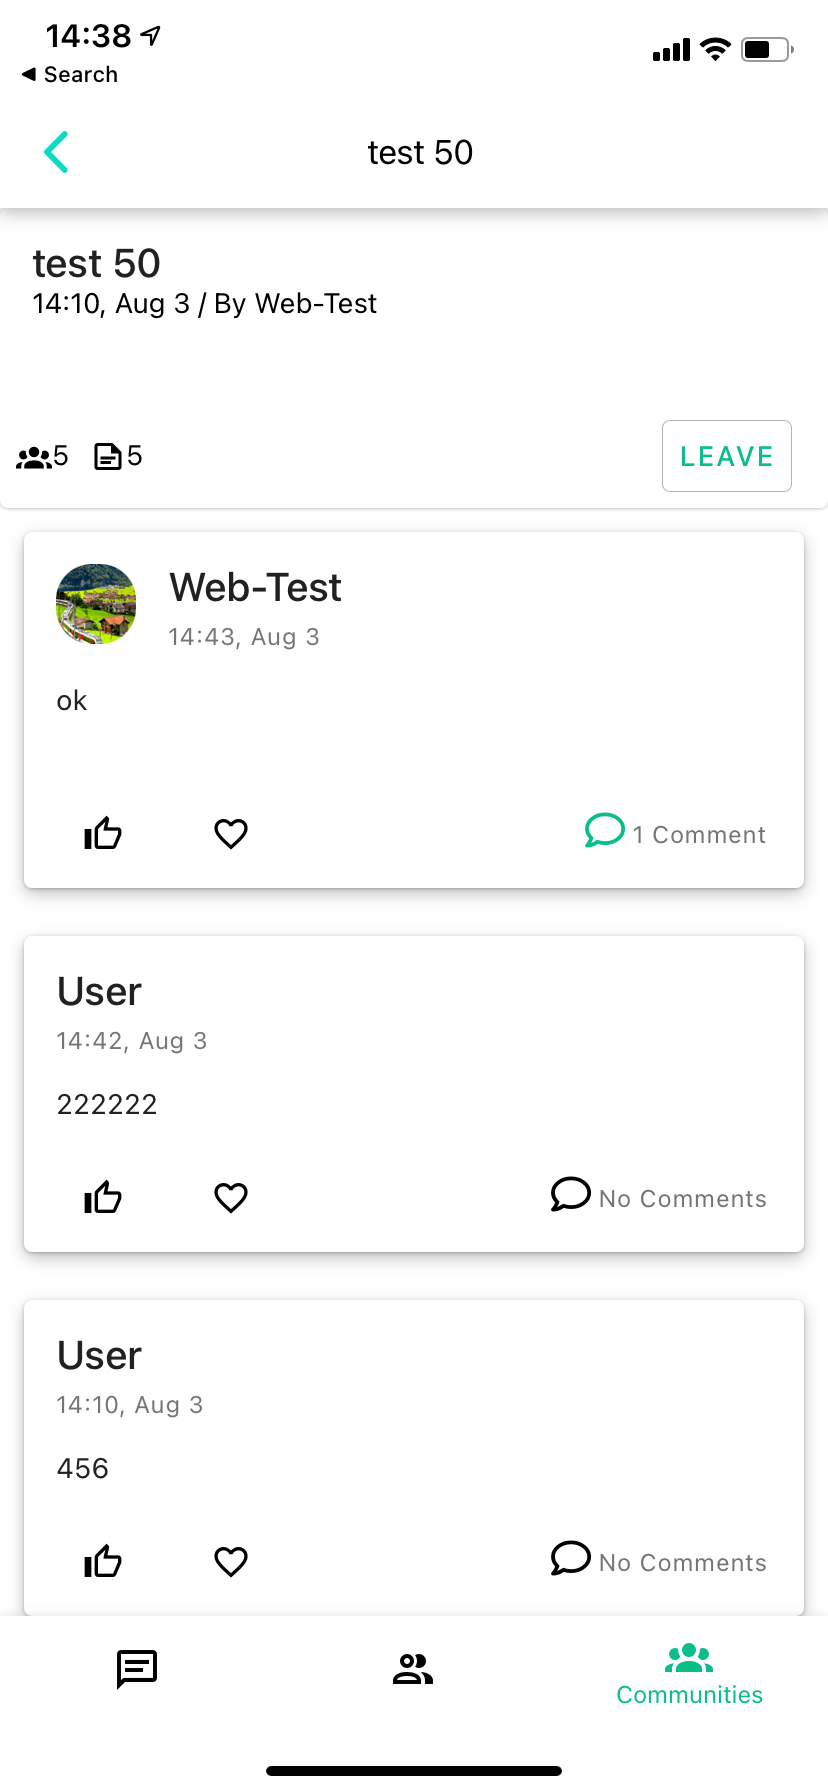 14:38
◀ Search
test 50
test 50
14:10, Aug 3 / By Web-Test
5 5
LEAVE
Web-Test
14:43, Aug 3
ok
1 Comment
User
14:42, Aug 3
222222
No Comments
User
14:10, Aug 3
456
No Comments
Communities